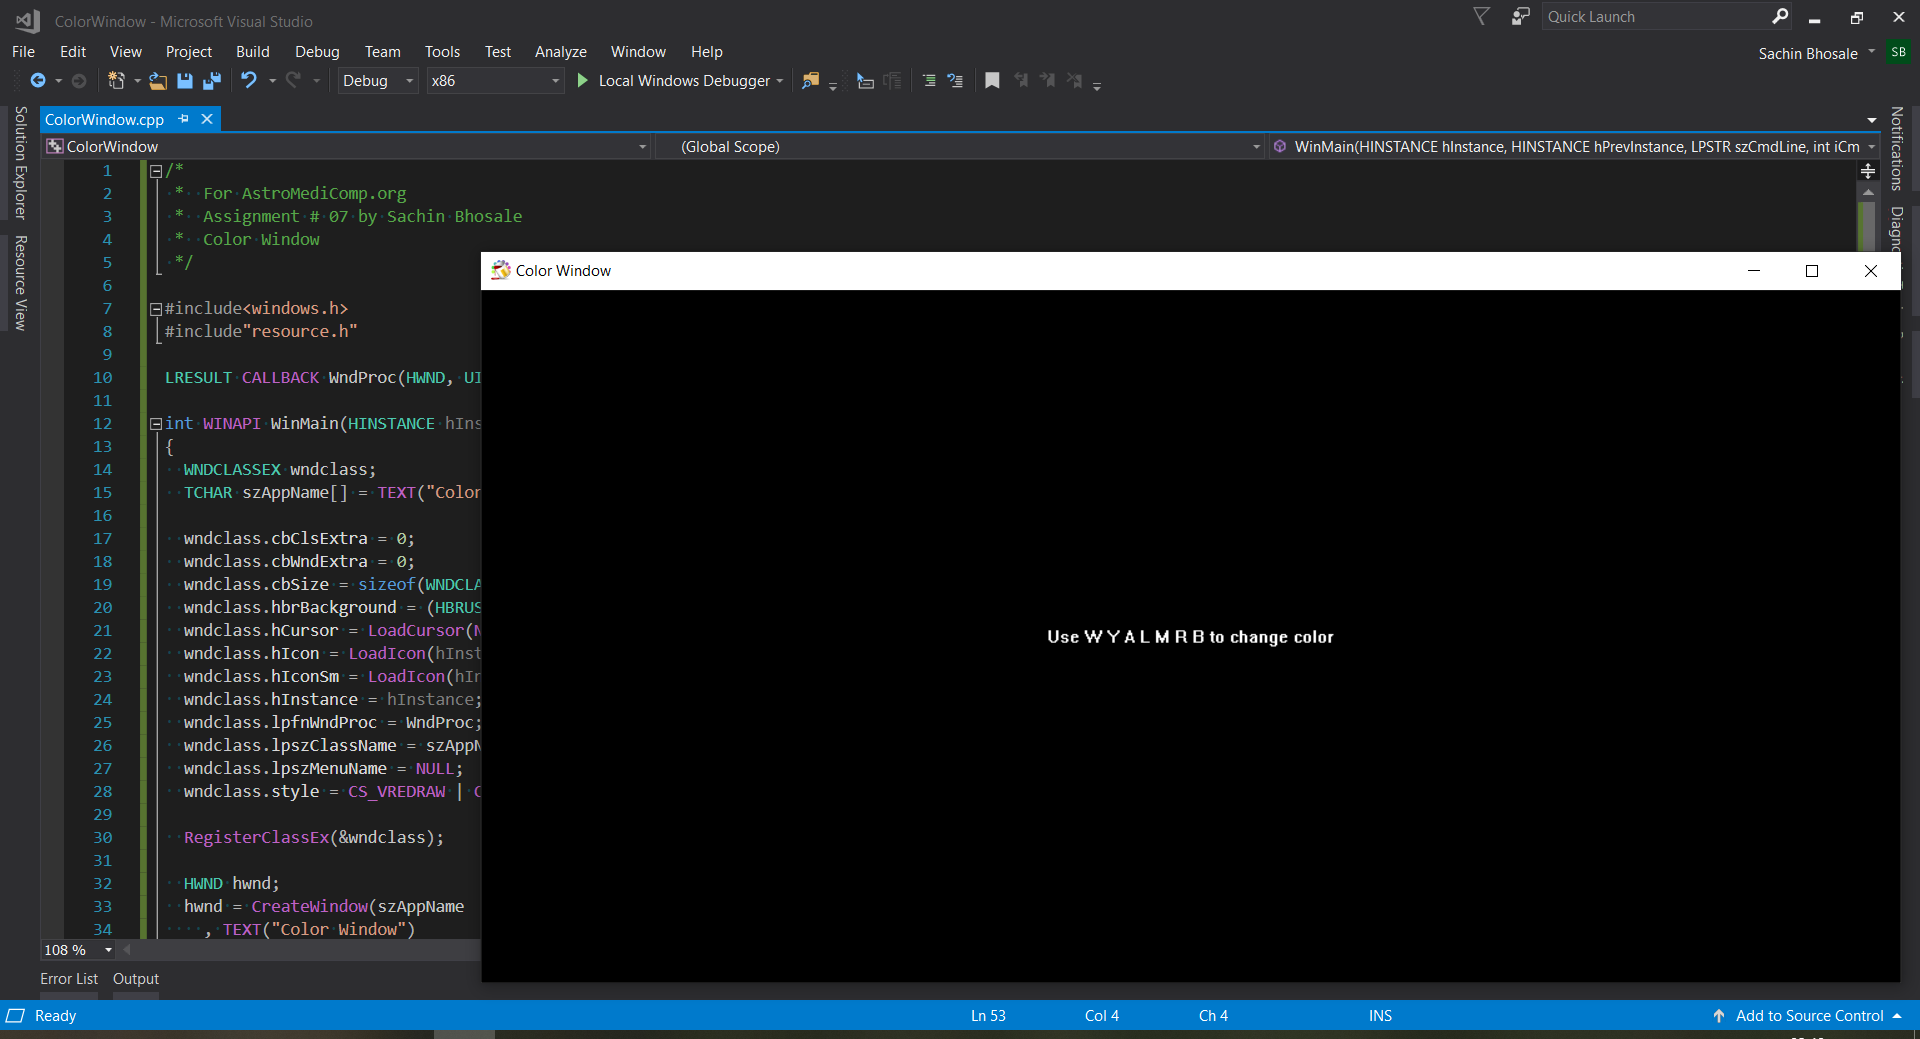 ColorWindow - Microsoft Visual Studio
Quick Launch
File Edit View Project Build Debug Team Tools Test Analyze Window Help
Sachin Bhosale SB
Debug x86 Local Windows Debugger
Solution Explorer
Resource View
Notifications
ColorWindow.cpp
ColorWindow (Global Scope) WinMain(HINSTANCE hInstance, HINSTANCE hPrevInstance, LPSTR szCmdLine, int iCm
1 /*
2 * For AstroMediComp.org
3 * Assignment # 07 by Sachin Bhosale
4 * Color Window
5 */
6
7 #include<windows.h>
8 #include"resource.h"
9
10 LRESULT CALLBACK WndProc(HWND, UI
11
12 int WINAPI WinMain(HINSTANCE hIns
13 {
14 WNDCLASSEX wndclass;
15 TCHAR szAppName[] = TEXT("Color
16
17 wndclass.cbClsExtra = 0;
18 wndclass.cbWndExtra = 0;
19 wndclass.cbSize = sizeof(WNDCLA
20 wndclass.hbrBackground = (HBRUS
21 wndclass.hCursor = LoadCursor(N
22 wndclass.hIcon = LoadIcon(hInst
23 wndclass.hIconSm = LoadIcon(hIn
24 wndclass.hInstance = hInstance;
25 wndclass.lpfnWndProc = WndProc;
26 wndclass.lpszClassName = szAppN
27 wndclass.lpszMenuName = NULL;
28 wndclass.style = CS_VREDRAW | C
29
30 RegisterClassEx(&wndclass);
31
32 HWND hwnd;
33 hwnd = CreateWindow(szAppName
34 , TEXT("Color Window")
Color Window
Use W Y A L M R B to change color
108 %
Error List Output
Ready Ln 53 Col 4 Ch 4 INS Add to Source Control